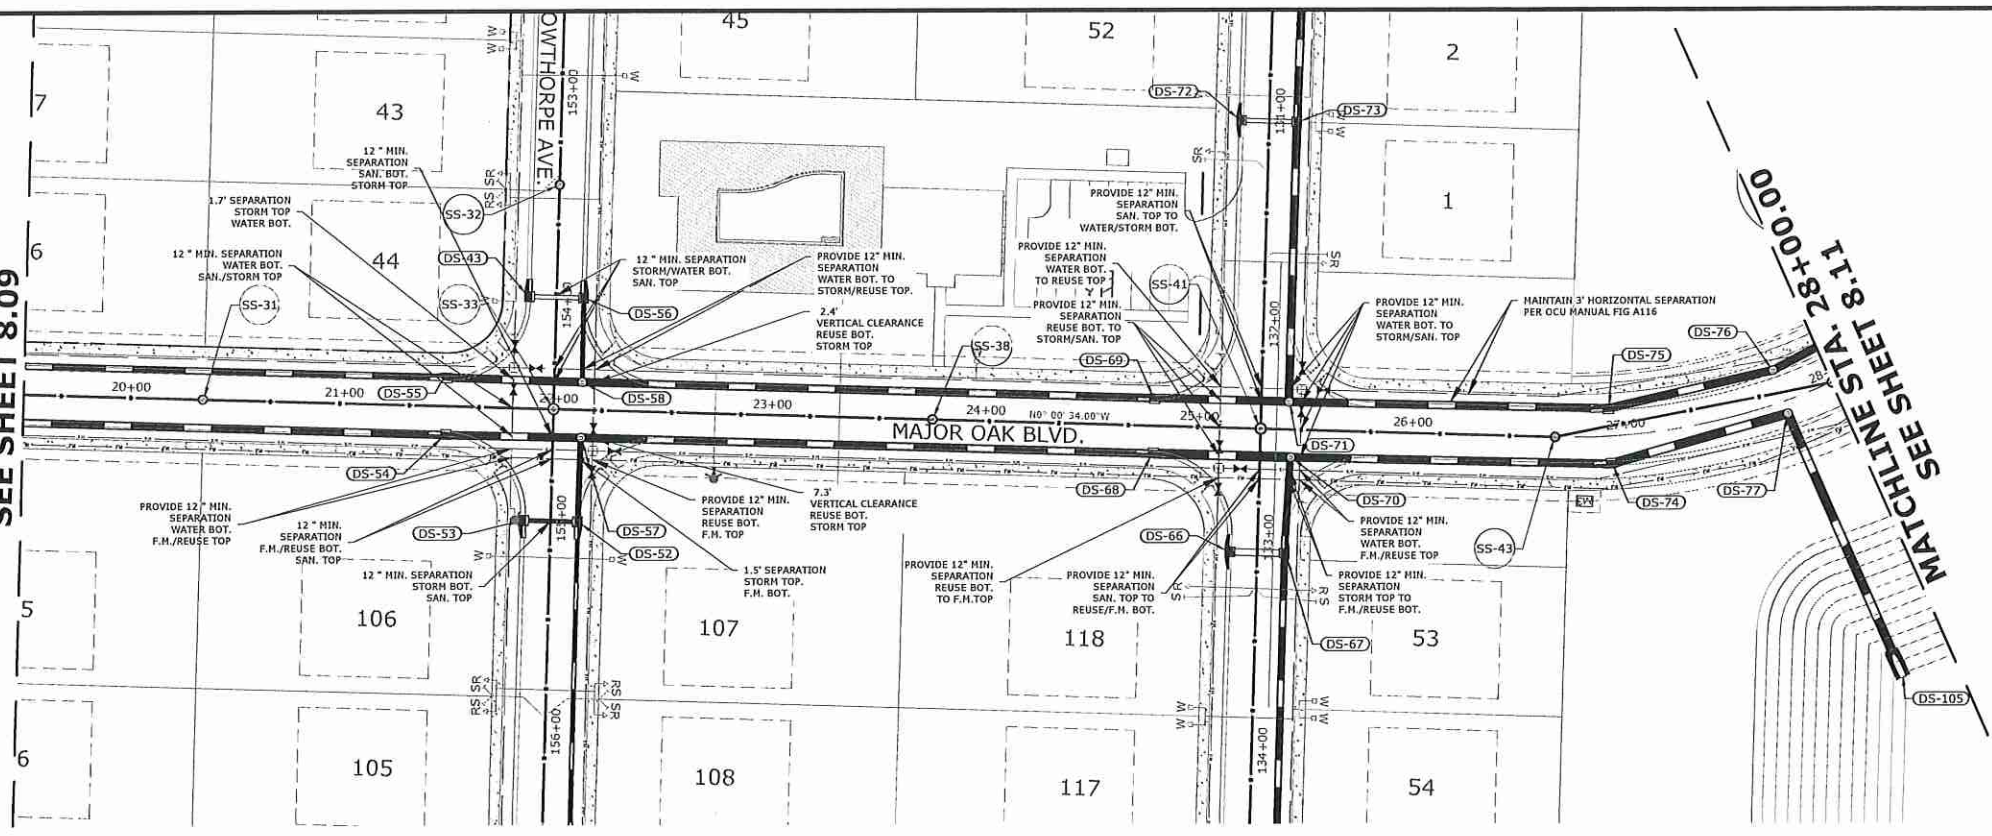 SEE SHEET 8.09
7
43
45
52
2
OWTHORPE AVE.
153+00
W
W
W
131+00
DS-72
DS-73
W
W
12 " MIN.
SEPARATION
SAN. BOT.
STORM TOP
1.7' SEPARATION
STORM TOP
WATER BOT.
SS-32
RS SR
SR
PROVIDE 12" MIN.
SEPARATION
SAN. TOP TO
WATER/STORM BOT.
1
6
44
12 " MIN. SEPARATION
WATER BOT.
SAN./STORM TOP
DS-43
12 " MIN. SEPARATION
STORM/WATER BOT.
SAN. TOP
PROVIDE 12" MIN.
SEPARATION
WATER BOT. TO
STORM/REUSE TOP.
PROVIDE 12" MIN.
SEPARATION
WATER BOT.
TO REUSE TOP
SR
SS-31
SS-33
154+00
DS-56
2.4'
VERTICAL CLEARANCE
REUSE BOT.
STORM TOP
PROVIDE 12" MIN.
SEPARATION
REUSE BOT. TO
STORM/SAN. TOP
SS-41
132+00
PROVIDE 12" MIN.
SEPARATION
WATER BOT. TO
STORM/SAN. TOP
MAINTAIN 3' HORIZONTAL SEPARATION
PER OCU MANUAL FIG A116
SS-38
DS-69
DS-76
DS-75
MATCHLINE STA. 28+00.00
SEE SHEET 8.11
20+00
21+00
DS-55
22+00
DS-58
23+00
24+00
N0° 00' 34.00"W
25+00
26+00
27+00
28
MAJOR OAK BLVD.
DS-54
DS-71
DS-68
DS-70
DS-74
DS-77
PROVIDE 12 " MIN.
SEPARATION
WATER BOT.
F.M./REUSE TOP
12 " MIN.
SEPARATION
F.M./REUSE BOT.
SAN. TOP
DS-53
155+00
DS-57
DS-52
PROVIDE 12" MIN.
SEPARATION
REUSE BOT.
F.M. TOP
7.3'
VERTICAL CLEARANCE
REUSE BOT.
STORM TOP
DS-66
133+00
PROVIDE 12" MIN.
SEPARATION
WATER BOT.
F.M./REUSE TOP
SS-43
W
W
12 " MIN. SEPARATION
STORM BOT.
SAN. TOP
1.5' SEPARATION
STORM TOP.
F.M. BOT.
PROVIDE 12" MIN.
SEPARATION
REUSE BOT.
TO F.M.TOP
PROVIDE 12" MIN.
SEPARATION
SAN. TOP TO
REUSE/F.M. BOT.
SR
RS
PROVIDE 12" MIN.
SEPARATION
STORM TOP TO
F.M./REUSE BOT.
5
106
107
118
DS-67
53
RS SR
RS
SR
W
W
W
W
DS-105
156+00
134+00
6
105
108
117
54